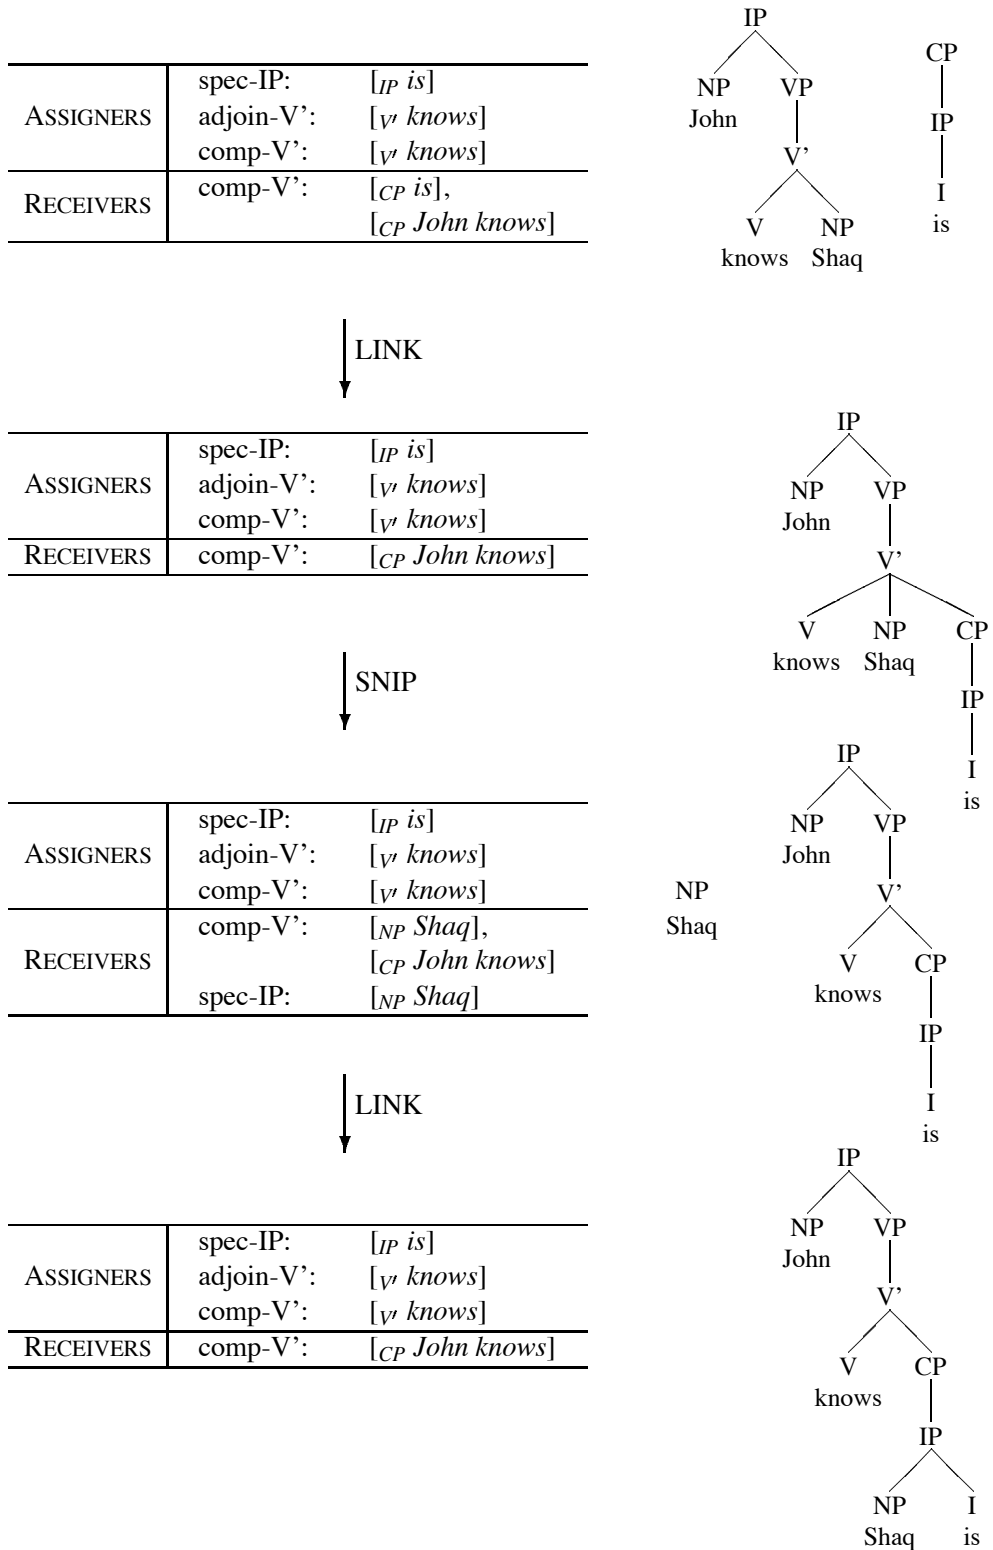 IP
CP
spec-IP: [IP is]
NP VP
ASSIGNERS adjoin-V': [V' knows]
John IP
comp-V': [V' knows]
V'
RECEIVERS comp-V': [CP is],
I
[CP John knows]
V NP is
knows Shaq
LINK
IP
spec-IP: [IP is]
ASSIGNERS adjoin-V': [V' knows]
NP VP
comp-V': [V' knows]
John
RECEIVERS comp-V': [CP John knows]
V'
V NP CP
knows Shaq
SNIP
IP
IP
I
is
spec-IP: [IP is]
NP VP
ASSIGNERS adjoin-V': [V' knows]
John
comp-V': [V' knows]
NP V'
Shaq
RECEIVERS comp-V': [NP Shaq],
[CP John knows]
V CP
spec-IP: [NP Shaq]
knows
IP
LINK
I
is
IP
spec-IP: [IP is]
NP VP
ASSIGNERS adjoin-V': [V' knows]
John
comp-V': [V' knows]
V'
RECEIVERS comp-V': [CP John knows]
V CP
knows
IP
NP I
Shaq is